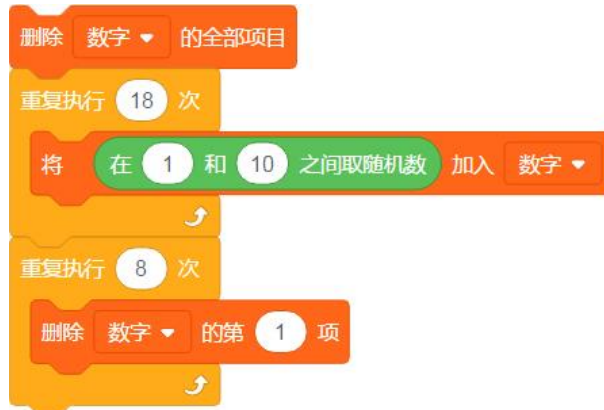 删除 数字 的全部项目
重复执行 18 次
将 在 1 和 10 之间取随机数 加入 数字
重复执行 8 次
删除 数字 的第 1 项